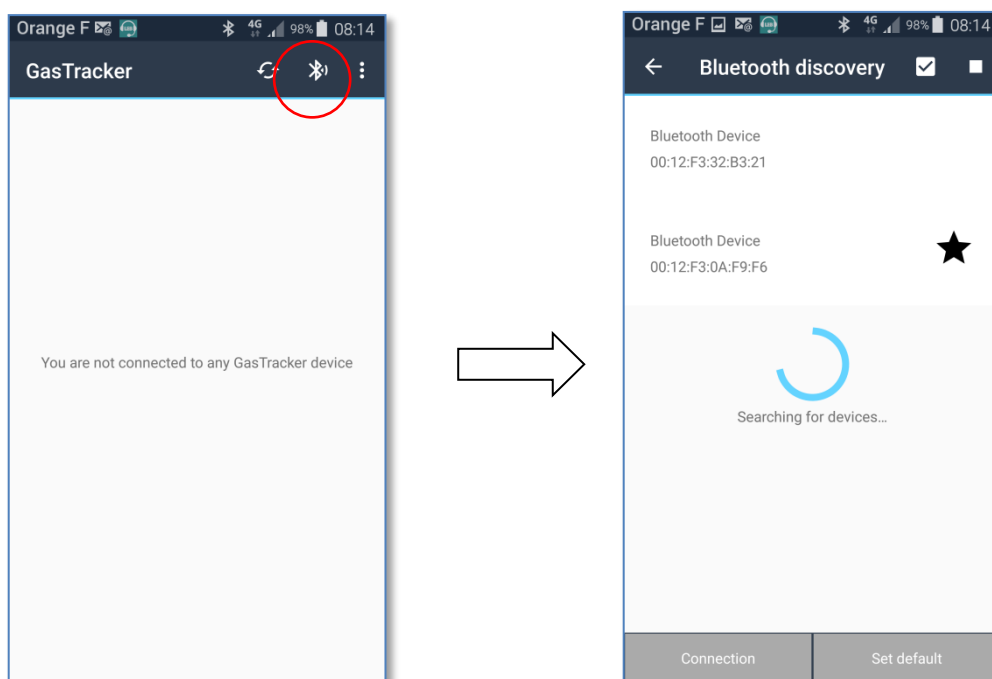 Orange F 4G 98% 08:14
GasTracker
You are not connected to any GasTracker device
Orange F 4G 98% 08:14
Bluetooth discovery
Bluetooth Device
00:12:F3:32:B3:21
Bluetooth Device
00:12:F3:0A:F9:F6
Searching for devices...
Connection Set default